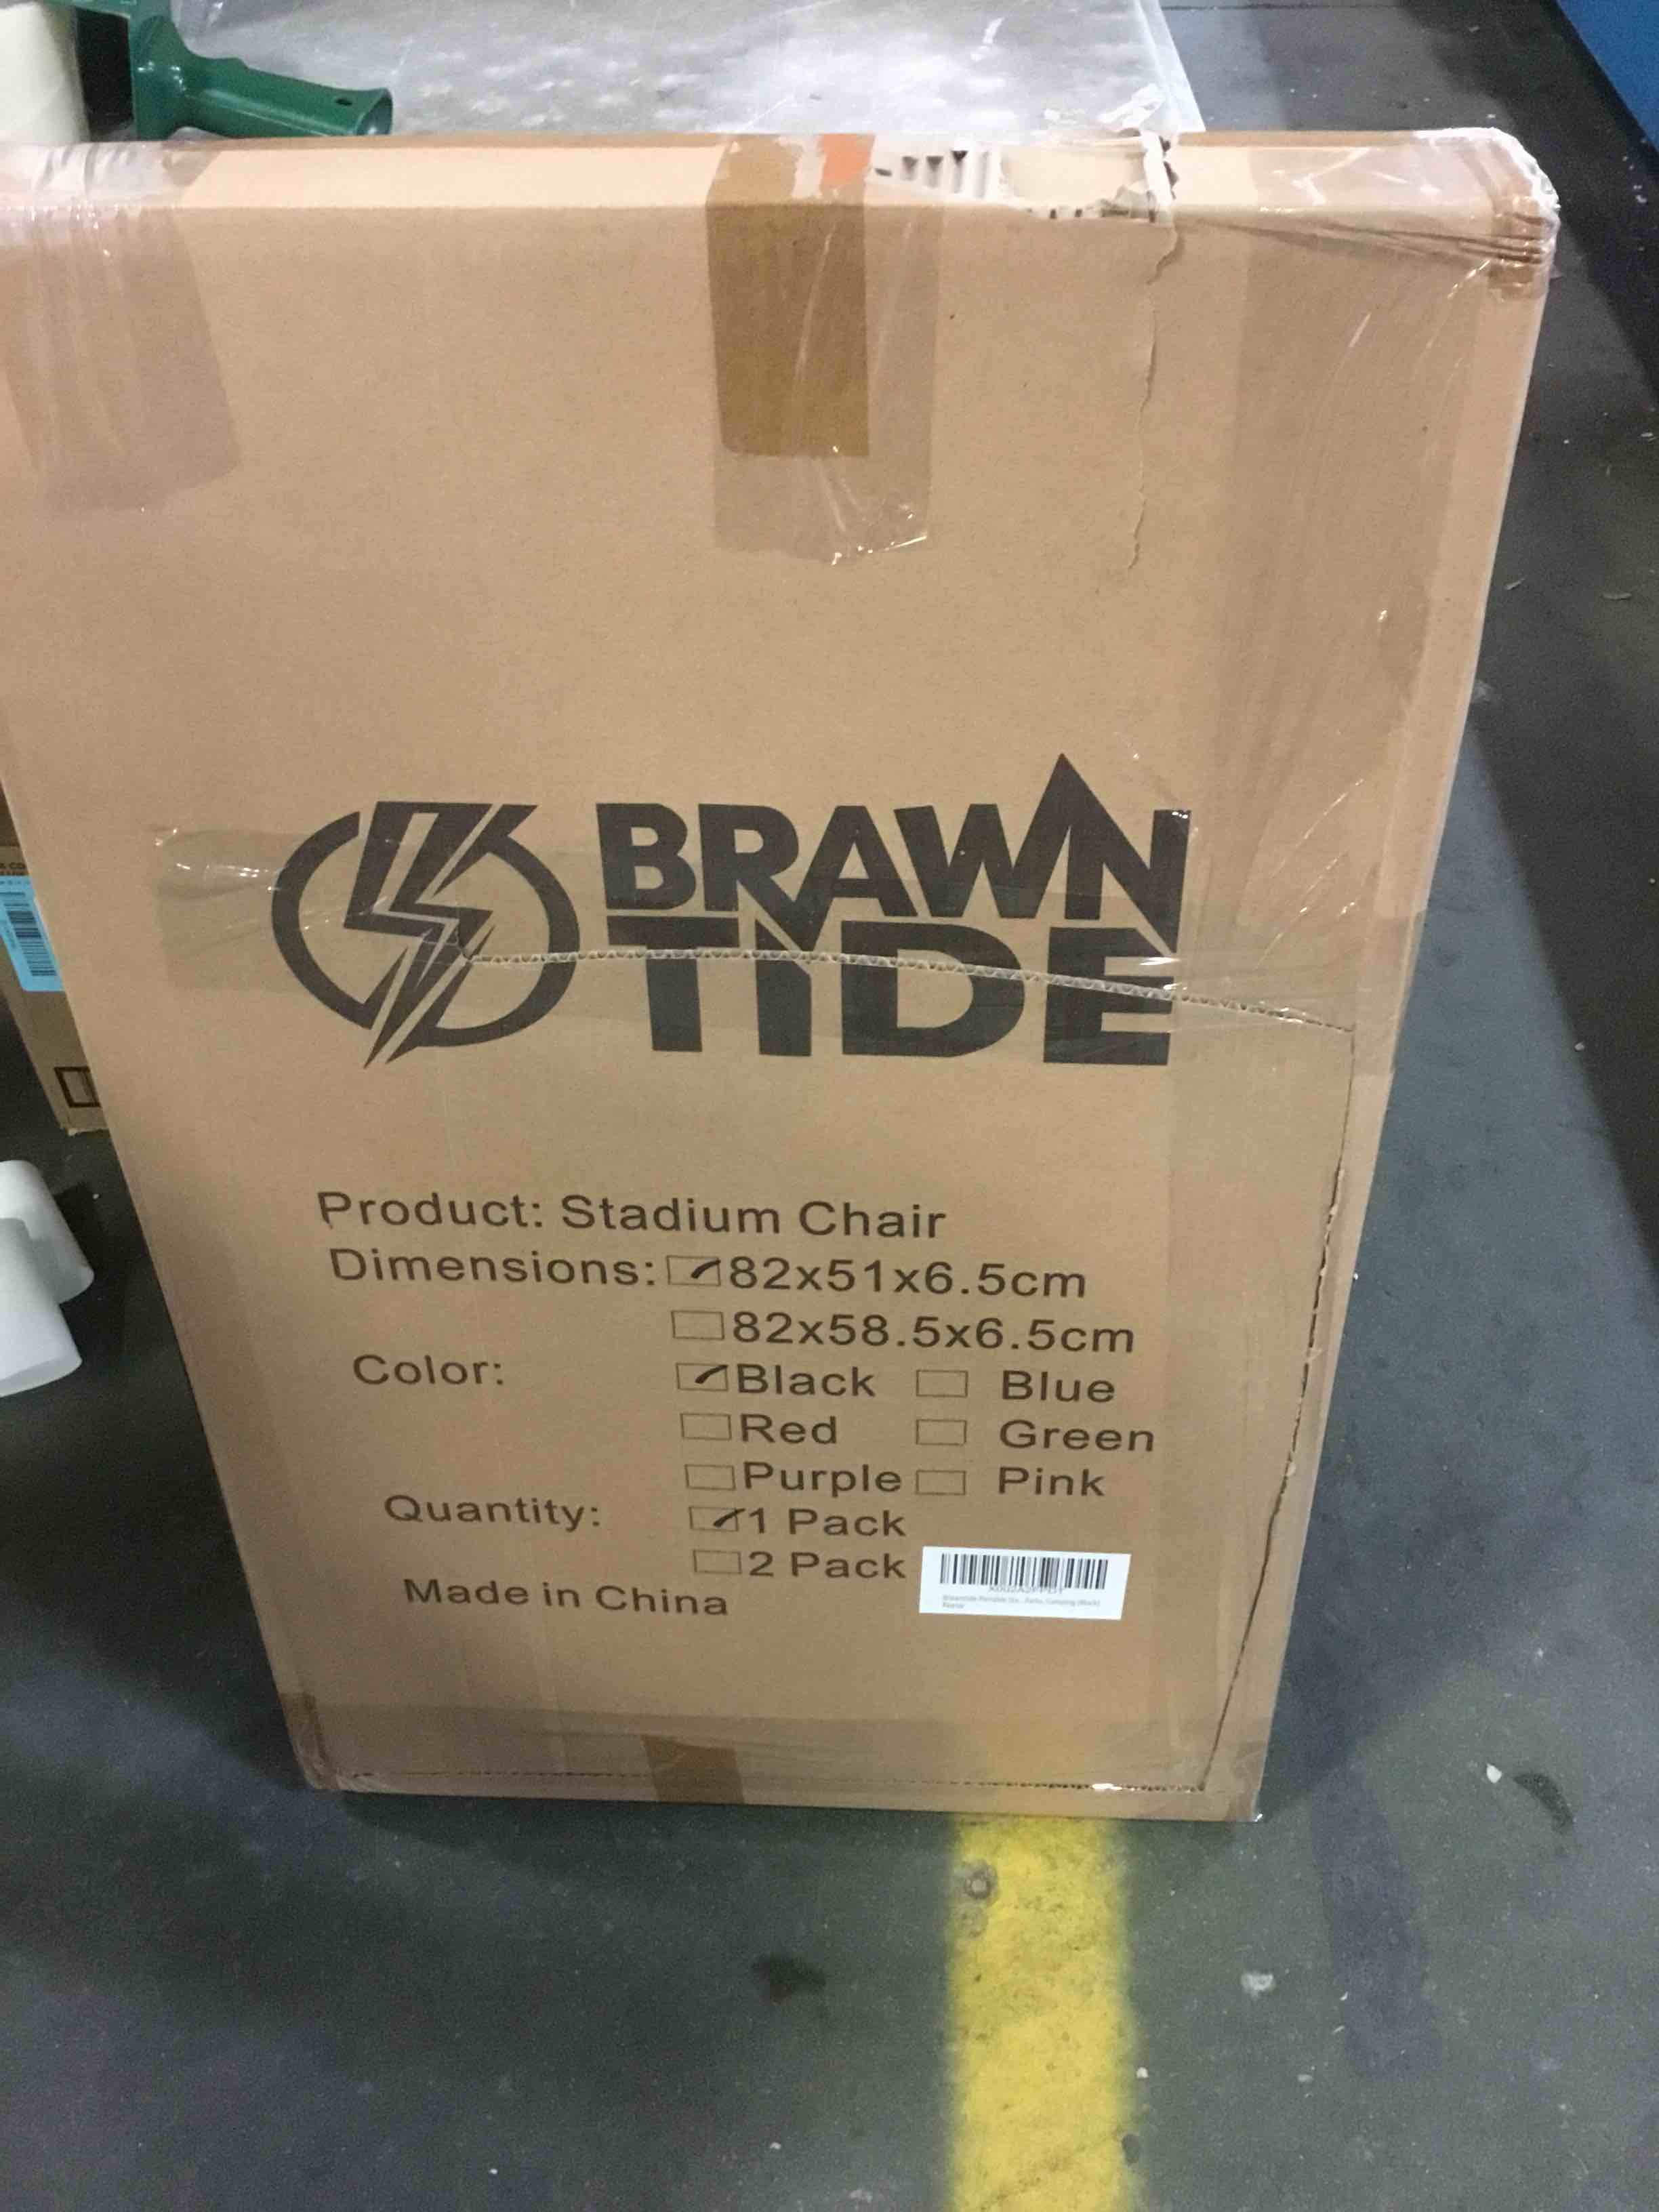 BRAWN
TIDE
Product: Stadium Chair
Dimensions: 82x51x6.5cm
82x58.5x6.5cm
Color: Black Blue
Red Green
Purple Pink
Quantity: 1 Pack
2 Pack
Made in China